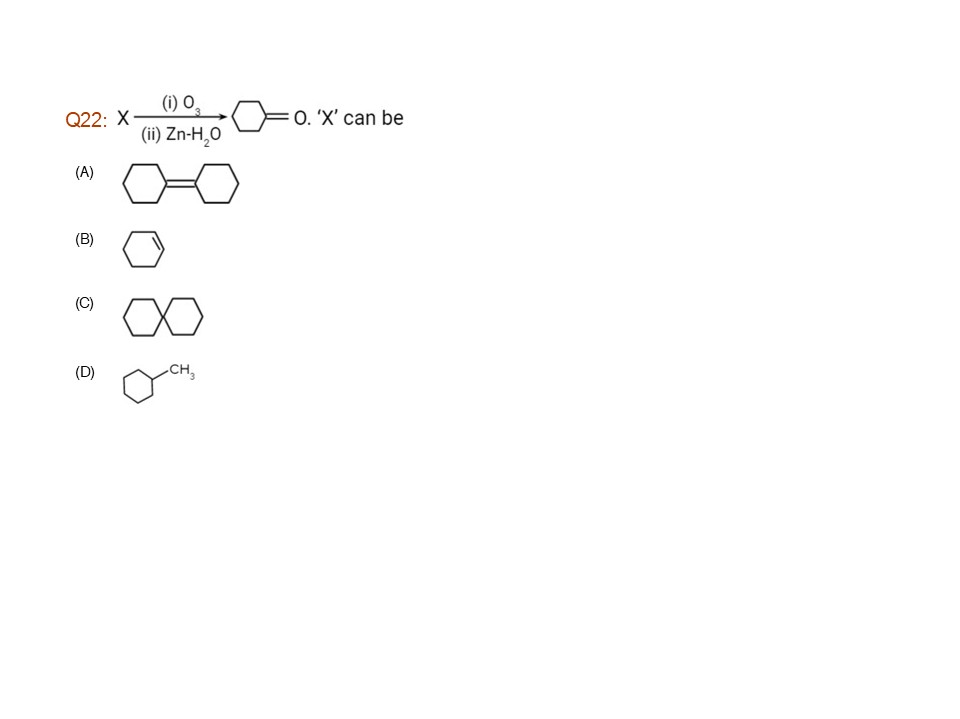 (i) O₃
Q22: X = O. ‘X’ can be
(ii) Zn-H₂O
(A)
(B)
(C)
(D) CH₃